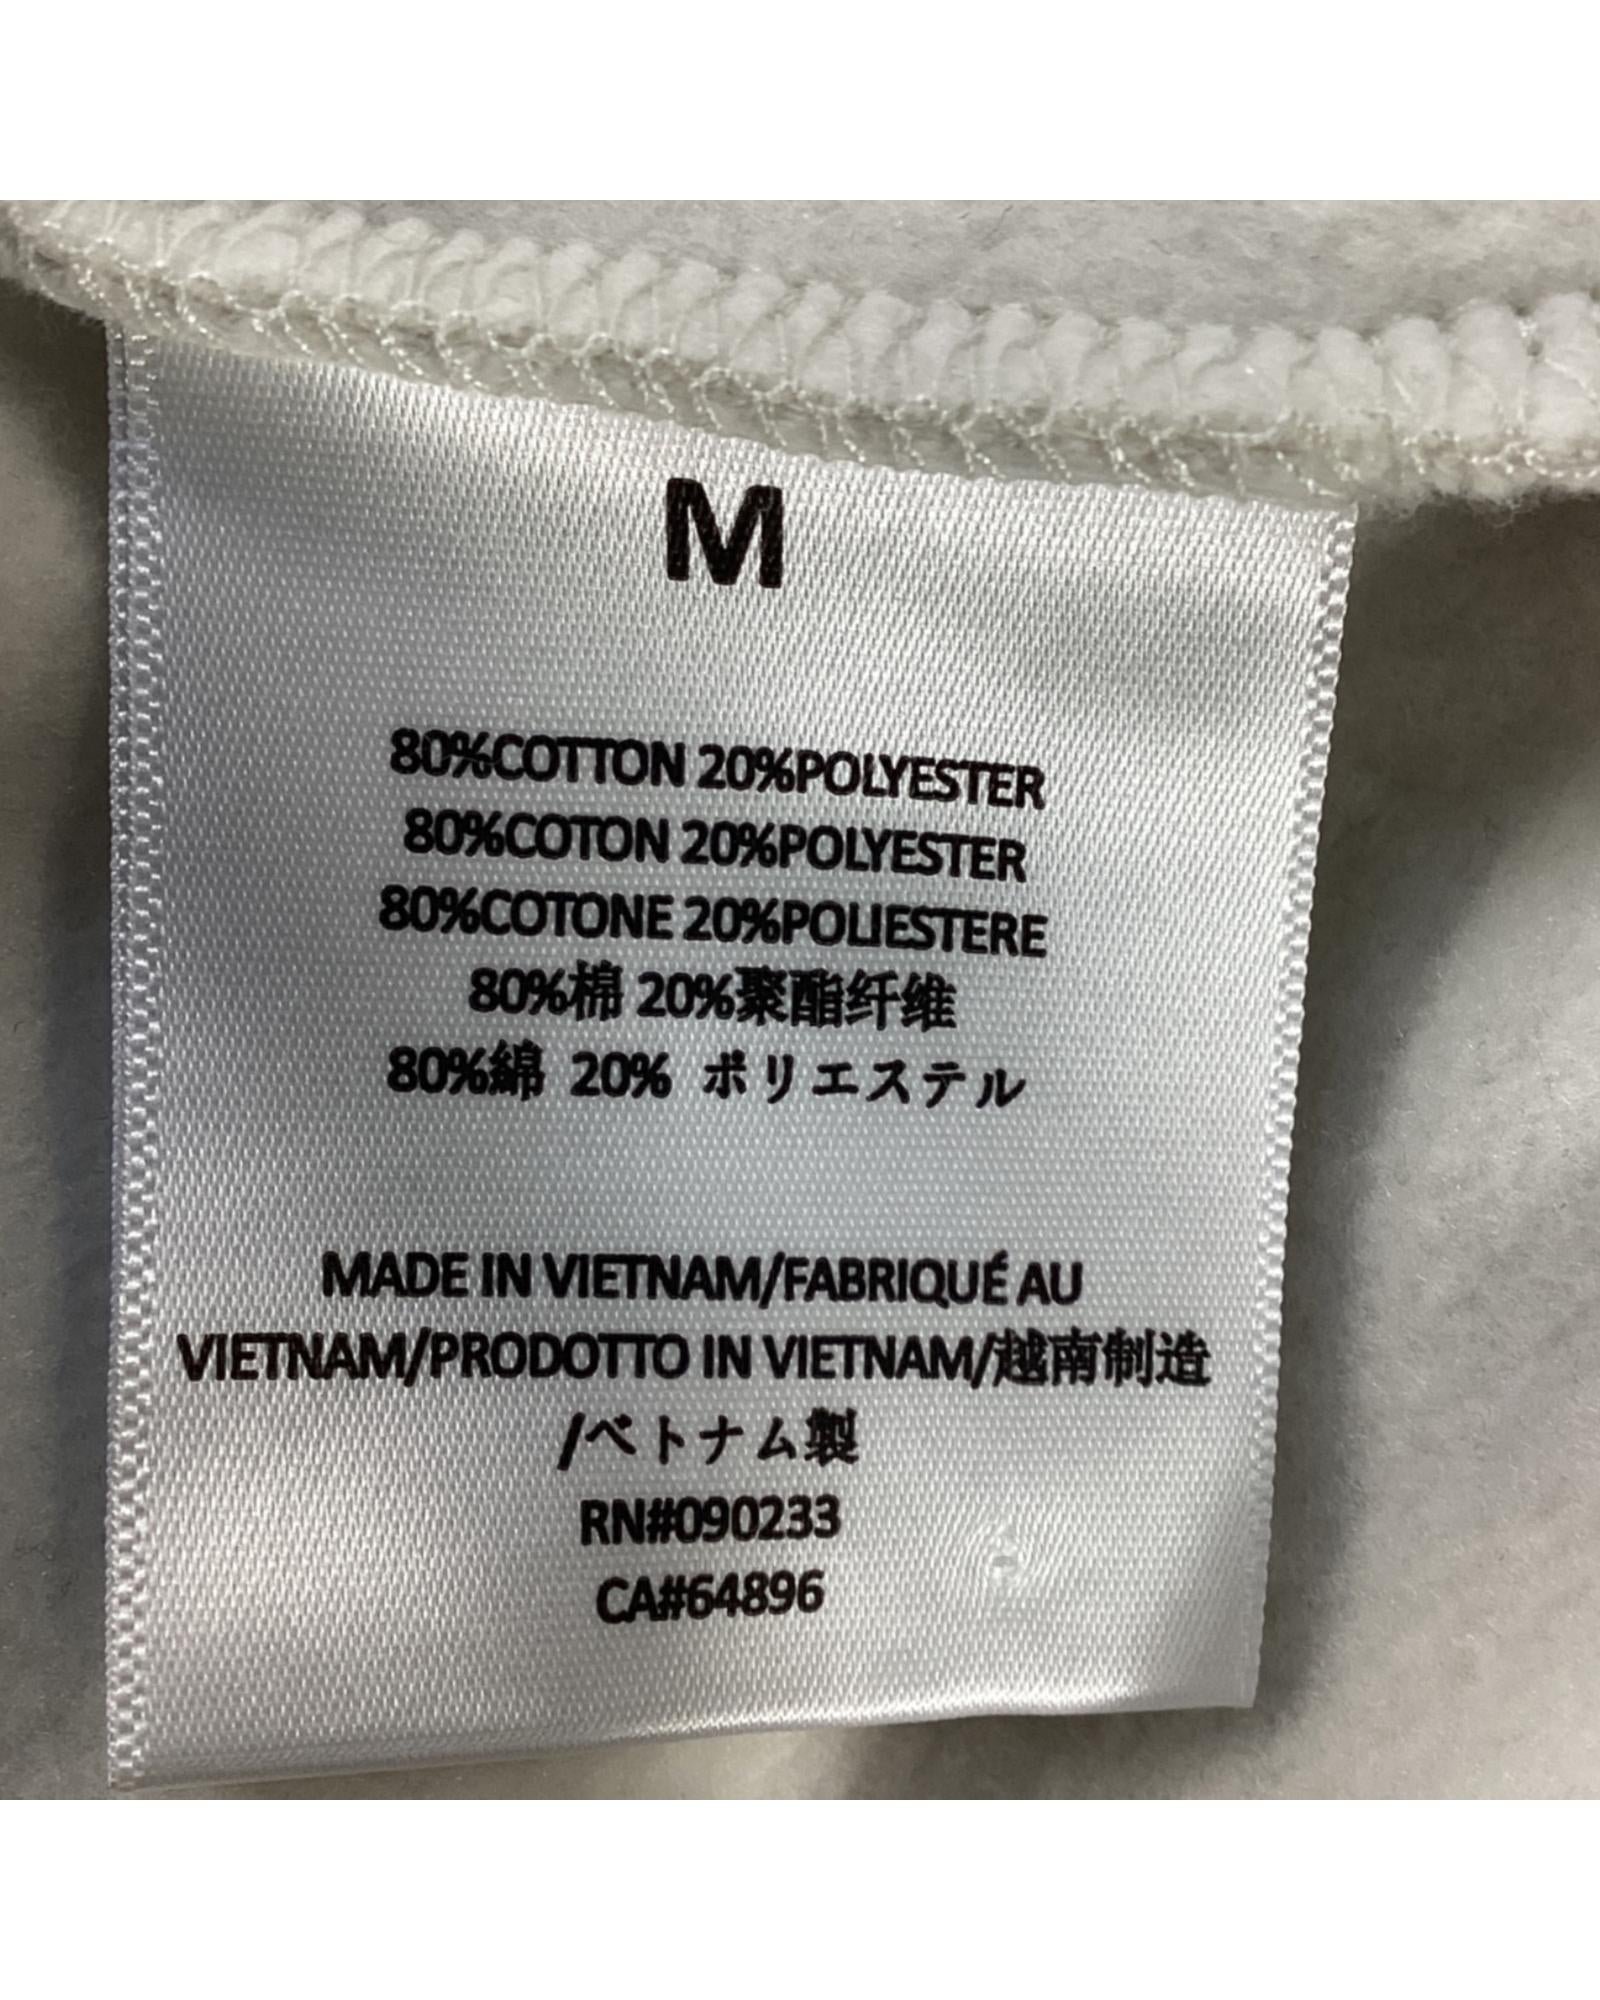 M
80%COTTON 20%POLYESTER
80%COTON 20%POLYESTER
80%COTONE 20%POLIESTERE
80%棉 20%聚酯纤维
80%綿 20% ポリエステル
MADE IN VIETNAM/FABRIQUÉ AU
VIETNAM/PRODOTTO IN VIETNAM/越南制造
/ベトナム製
RN#090233
CA#64896